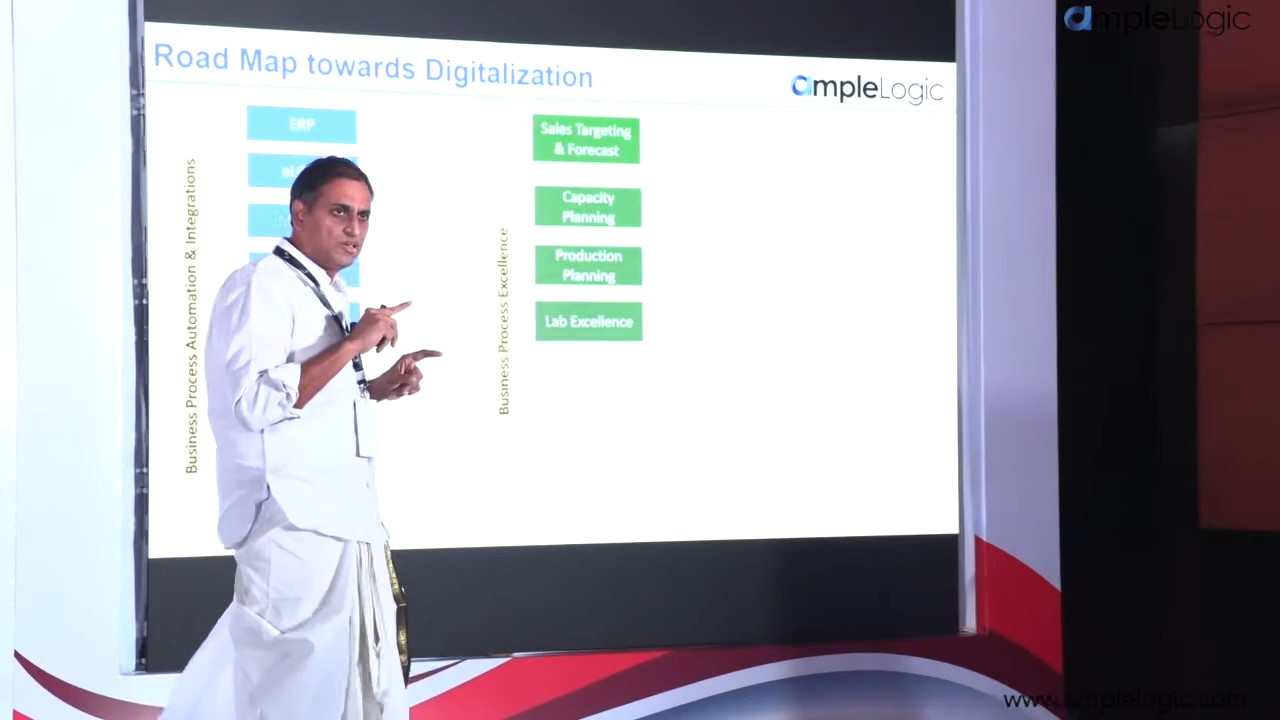 ampleLogic
Road Map towards Digitalization
ampleLogic
ERP
Sales Targeting
& Forecast
Capacity
Planning
Production
Planning
Lab Excellence
Business Process Automation & Integrations
Business Process Excellence
www.amplelogic.com